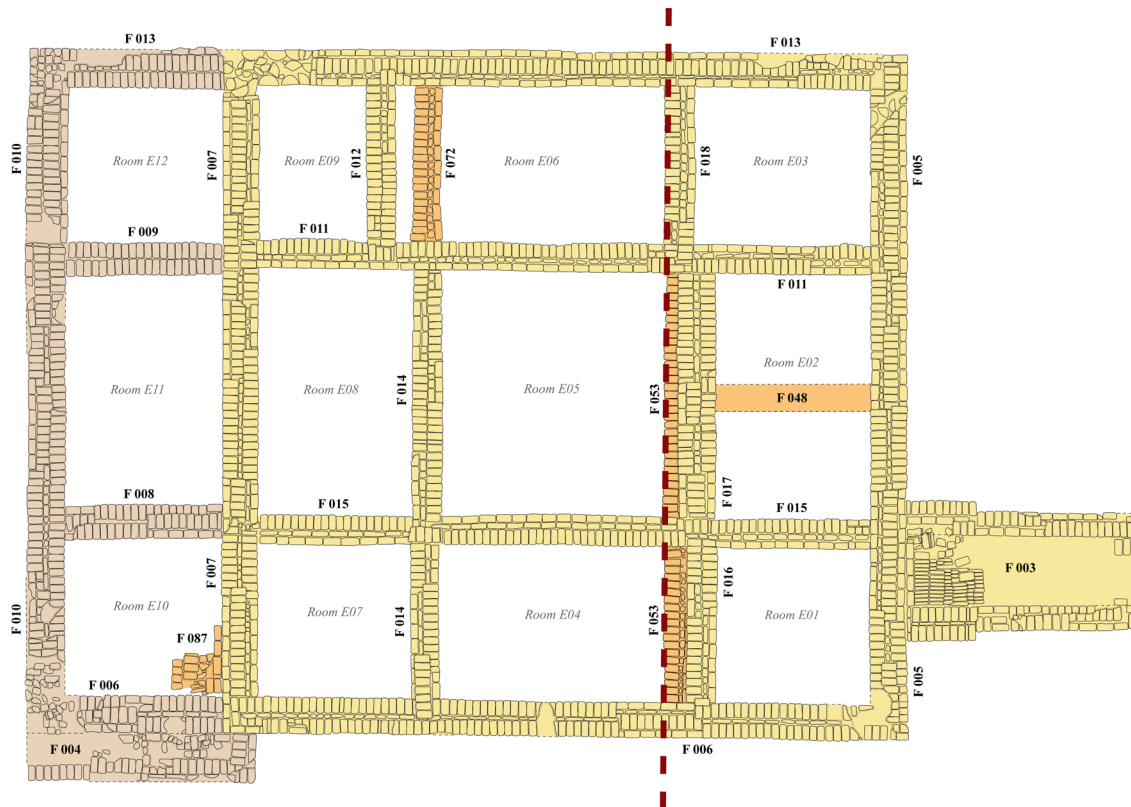 F 013
F 013
F 010
Room E12
F 007
Room E09
F 012
F 072
Room E06
F 018
Room E03
F 005
F 009
F 011
F 011
Room E11
Room E08
F 014
Room E05
F 053
Room E02
F 048
F 008
F 015
F 017
F 015
F 003
F 010
Room E10
F 007
Room E07
F 014
Room E04
F 053
F 016
Room E01
F 087
F 005
F 006
F 004
F 006